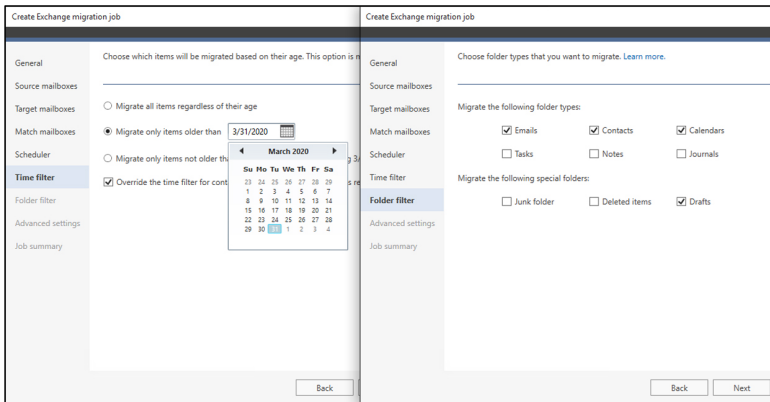 Create Exchange migration job
General
Source mailboxes
Target mailboxes
Match mailboxes
Scheduler
Time filter
Folder filter
Advanced settings
Job summary
Choose which items will be migrated based on their age. This option is
Migrate all items regardless of their age
Migrate only items older than 3/31/2020
March 2020
Su Mo Tu We Th Fr Sa
23 24 25 26 27 28 29
1 2 3 4 5 6 7
8 9 10 11 12 13 14
15 16 17 18 19 20 21
22 23 24 25 26 27 28
29 30 31 1 2 3 4
Migrate only items not older
Override the time filter for
Back
Create Exchange migration job
General
Source mailboxes
Target mailboxes
Match mailboxes
Scheduler
Time filter
Folder filter
Advanced settings
Job summary
Choose folder types that you want to migrate. Learn more.
Migrate the following folder types:
Emails Contacts Calendars
Tasks Notes Journals
Migrate the following special folders:
Junk folder Deleted items Drafts
Back Next